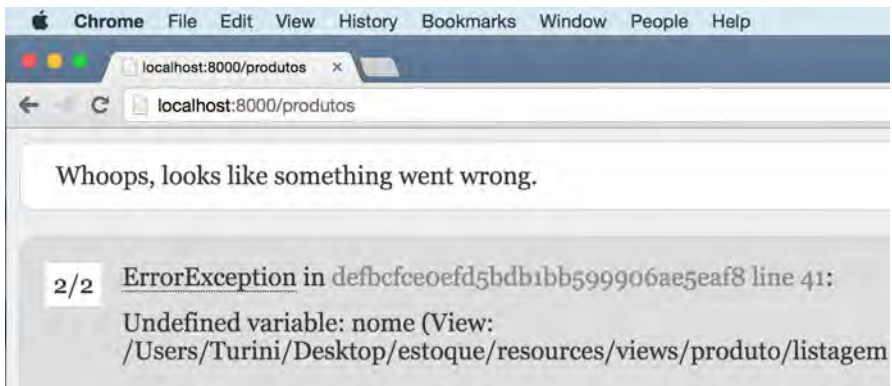 Chrome File Edit View History Bookmarks Window People Help
localhost:8000/produtos ×
localhost:8000/produtos
Whoops, looks like something went wrong.
2/2 ErrorException in defbcfce0efd5bdb1bb599906ae5eaf8 line 41:
Undefined variable: nome (View:
/Users/Turini/Desktop/estoque/resources/views/produto/listagem